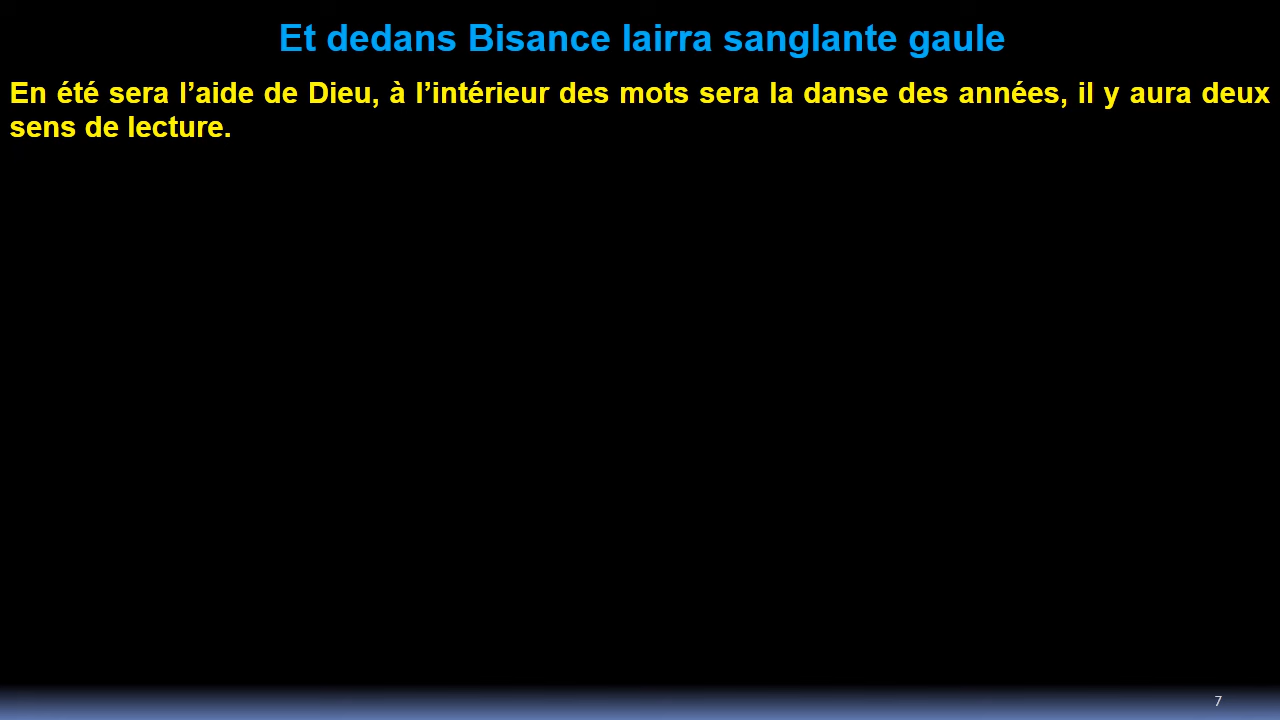 Et dedans Bisance lairra sanglante gaule
En été sera l’aide de Dieu, à l’intérieur des mots sera la danse des années, il y aura deux
sens de lecture.
7